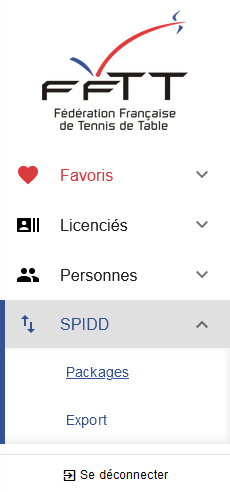 FFTT
Fédération Française
de Tennis de Table
Favoris
Licenciés
Personnes
SPIDD
Packages
Export
Se déconnecter